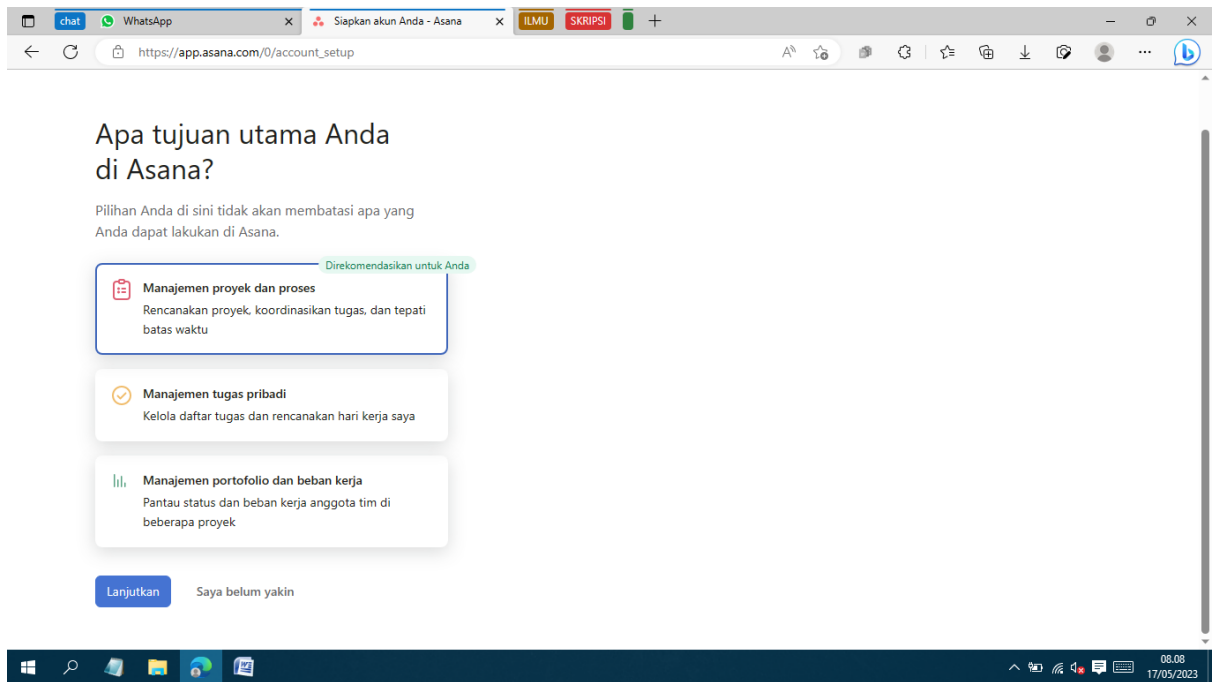 chat
WhatsApp
Siapkan akun Anda - Asana
ILMU
SKRIPSI
https://app.asana.com/0/account_setup
Apa tujuan utama Anda
di Asana?
Pilihan Anda di sini tidak akan membatasi apa yang
Anda dapat lakukan di Asana.
Direkomendasikan untuk Anda
Manajemen proyek dan proses
Rencanakan proyek, koordinasikan tugas, dan tepati
batas waktu
Manajemen tugas pribadi
Kelola daftar tugas dan rencanakan hari kerja saya
Manajemen portofolio dan beban kerja
Pantau status dan beban kerja anggota tim di
beberapa proyek
Lanjutkan
Saya belum yakin
08.08
17/05/2023